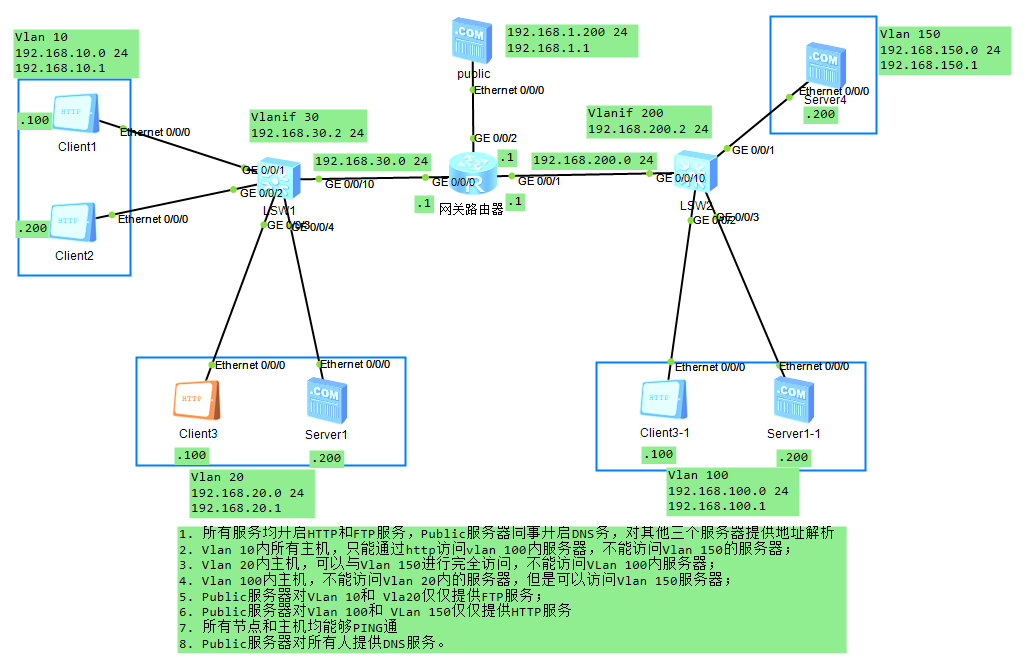 Vlan 10
192.168.10.0 24
192.168.10.1
HTTP
.100
Client1
Ethernet 0/0/0
HTTP
.200
Client2
Ethernet 0/0/0
Vlanif 30
192.168.30.2 24
GE 0/0/1
GE 0/0/2
LSW1
GE 0/0/3
GE 0/0/4
GE 0/0/10
192.168.30.0 24
.COM
public
192.168.1.200 24
192.168.1.1
Ethernet 0/0/0
GE 0/0/2
.1
GE 0/0/0
GE 0/0/1
.1
网关路由器
.1
R
192.168.200.0 24
Vlanif 200
192.168.200.2 24
GE 0/0/10
GE 0/0/1
LSW2
GE 0/0/2
GE 0/0/3
.COM
Ethernet 0/0/0
Server4
.200
Vlan 150
192.168.150.0 24
192.168.150.1
Ethernet 0/0/0
HTTP
Client3
.100
Ethernet 0/0/0
.COM
Server1
.200
Vlan 20
192.168.20.0 24
192.168.20.1
Ethernet 0/0/0
HTTP
Client3-1
.100
Ethernet 0/0/0
.COM
Server1-1
.200
Vlan 100
192.168.100.0 24
192.168.100.1
1. 所有服务均开启HTTP和FTP服务，Public服务器同事开启DNS务，对其他三个服务器提供地址解析
2. Vlan 10内所有主机，只能通过http访问vlan 100内服务器，不能访问Vlan 150的服务器；
3. Vlan 20内主机，可以与Vlan 150进行完全访问，不能访问VLan 100内服务器；
4. Vlan 100内主机，不能访问Vlan 20内的服务器，但是可以访问Vlan 150服务器；
5. Public服务器对VLan 10和 Vla20仅仅提供FTP服务；
6. Public服务器对Vlan 100和 VLan 150仅仅提供HTTP服务
7. 所有节点和主机均能够PING通
8. Public服务器对所有人提供DNS服务。